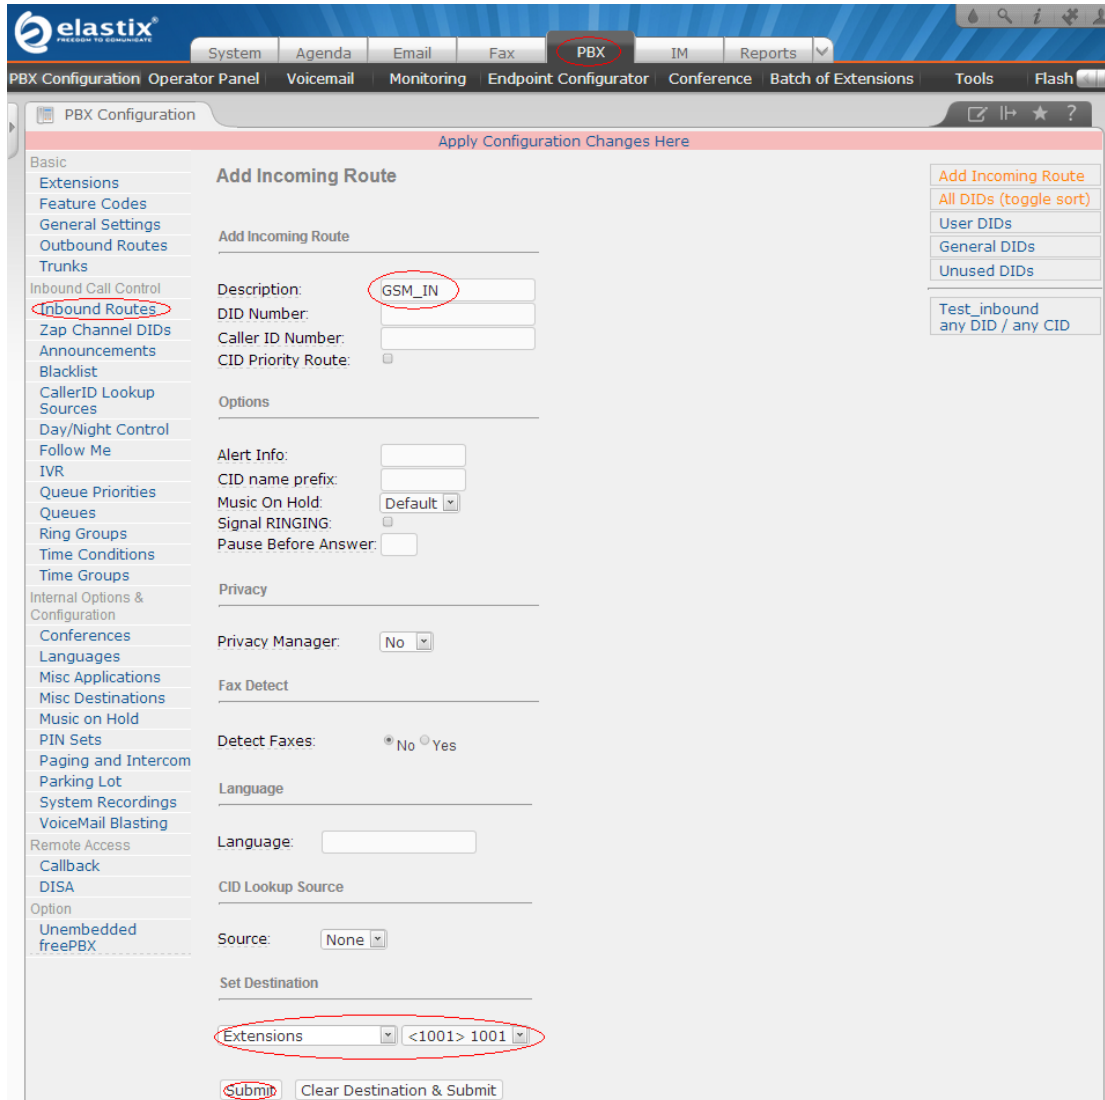 elastix®
FREEDOM TO COMMUNICATE
System Agenda Email Fax PBX IM Reports
PBX Configuration Operator Panel Voicemail Monitoring Endpoint Configurator Conference Batch of Extensions Tools Flash
PBX Configuration
Apply Configuration Changes Here
Basic
Extensions
Feature Codes
General Settings
Outbound Routes
Trunks
Inbound Call Control
Inbound Routes
Zap Channel DIDs
Announcements
Blacklist
CallerID Lookup
Sources
Day/Night Control
Follow Me
IVR
Queue Priorities
Queues
Ring Groups
Time Conditions
Time Groups
Internal Options &
Configuration
Conferences
Languages
Misc Applications
Misc Destinations
Music on Hold
PIN Sets
Paging and Intercom
Parking Lot
System Recordings
VoiceMail Blasting
Remote Access
Callback
DISA
Option
Unembedded
freePBX
Add Incoming Route
Add Incoming Route
Description: GSM_IN
DID Number:
Caller ID Number:
CID Priority Route:
Options
Alert Info:
CID name prefix:
Music On Hold: Default
Signal RINGING:
Pause Before Answer:
Privacy
Privacy Manager: No
Fax Detect
Detect Faxes: No Yes
Language
Language:
CID Lookup Source
Source: None
Set Destination
Extensions <1001> 1001
Submit Clear Destination & Submit
Add Incoming Route
All DIDs (toggle sort)
User DIDs
General DIDs
Unused DIDs
Test_inbound
any DID / any CID